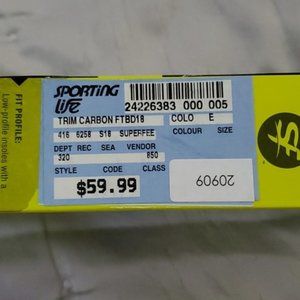 FIT PROFILE:
Low-profile insoles with a
SPORTING
LIFE
24226383 000 005
TRIM CARBON FTBD18 COLO E
416 6258 S18 SUPERFEE COLOUR SIZE
DEPT REC SEA VENDOR
320 850
STYLE CODE CLASS
$59.99
20909